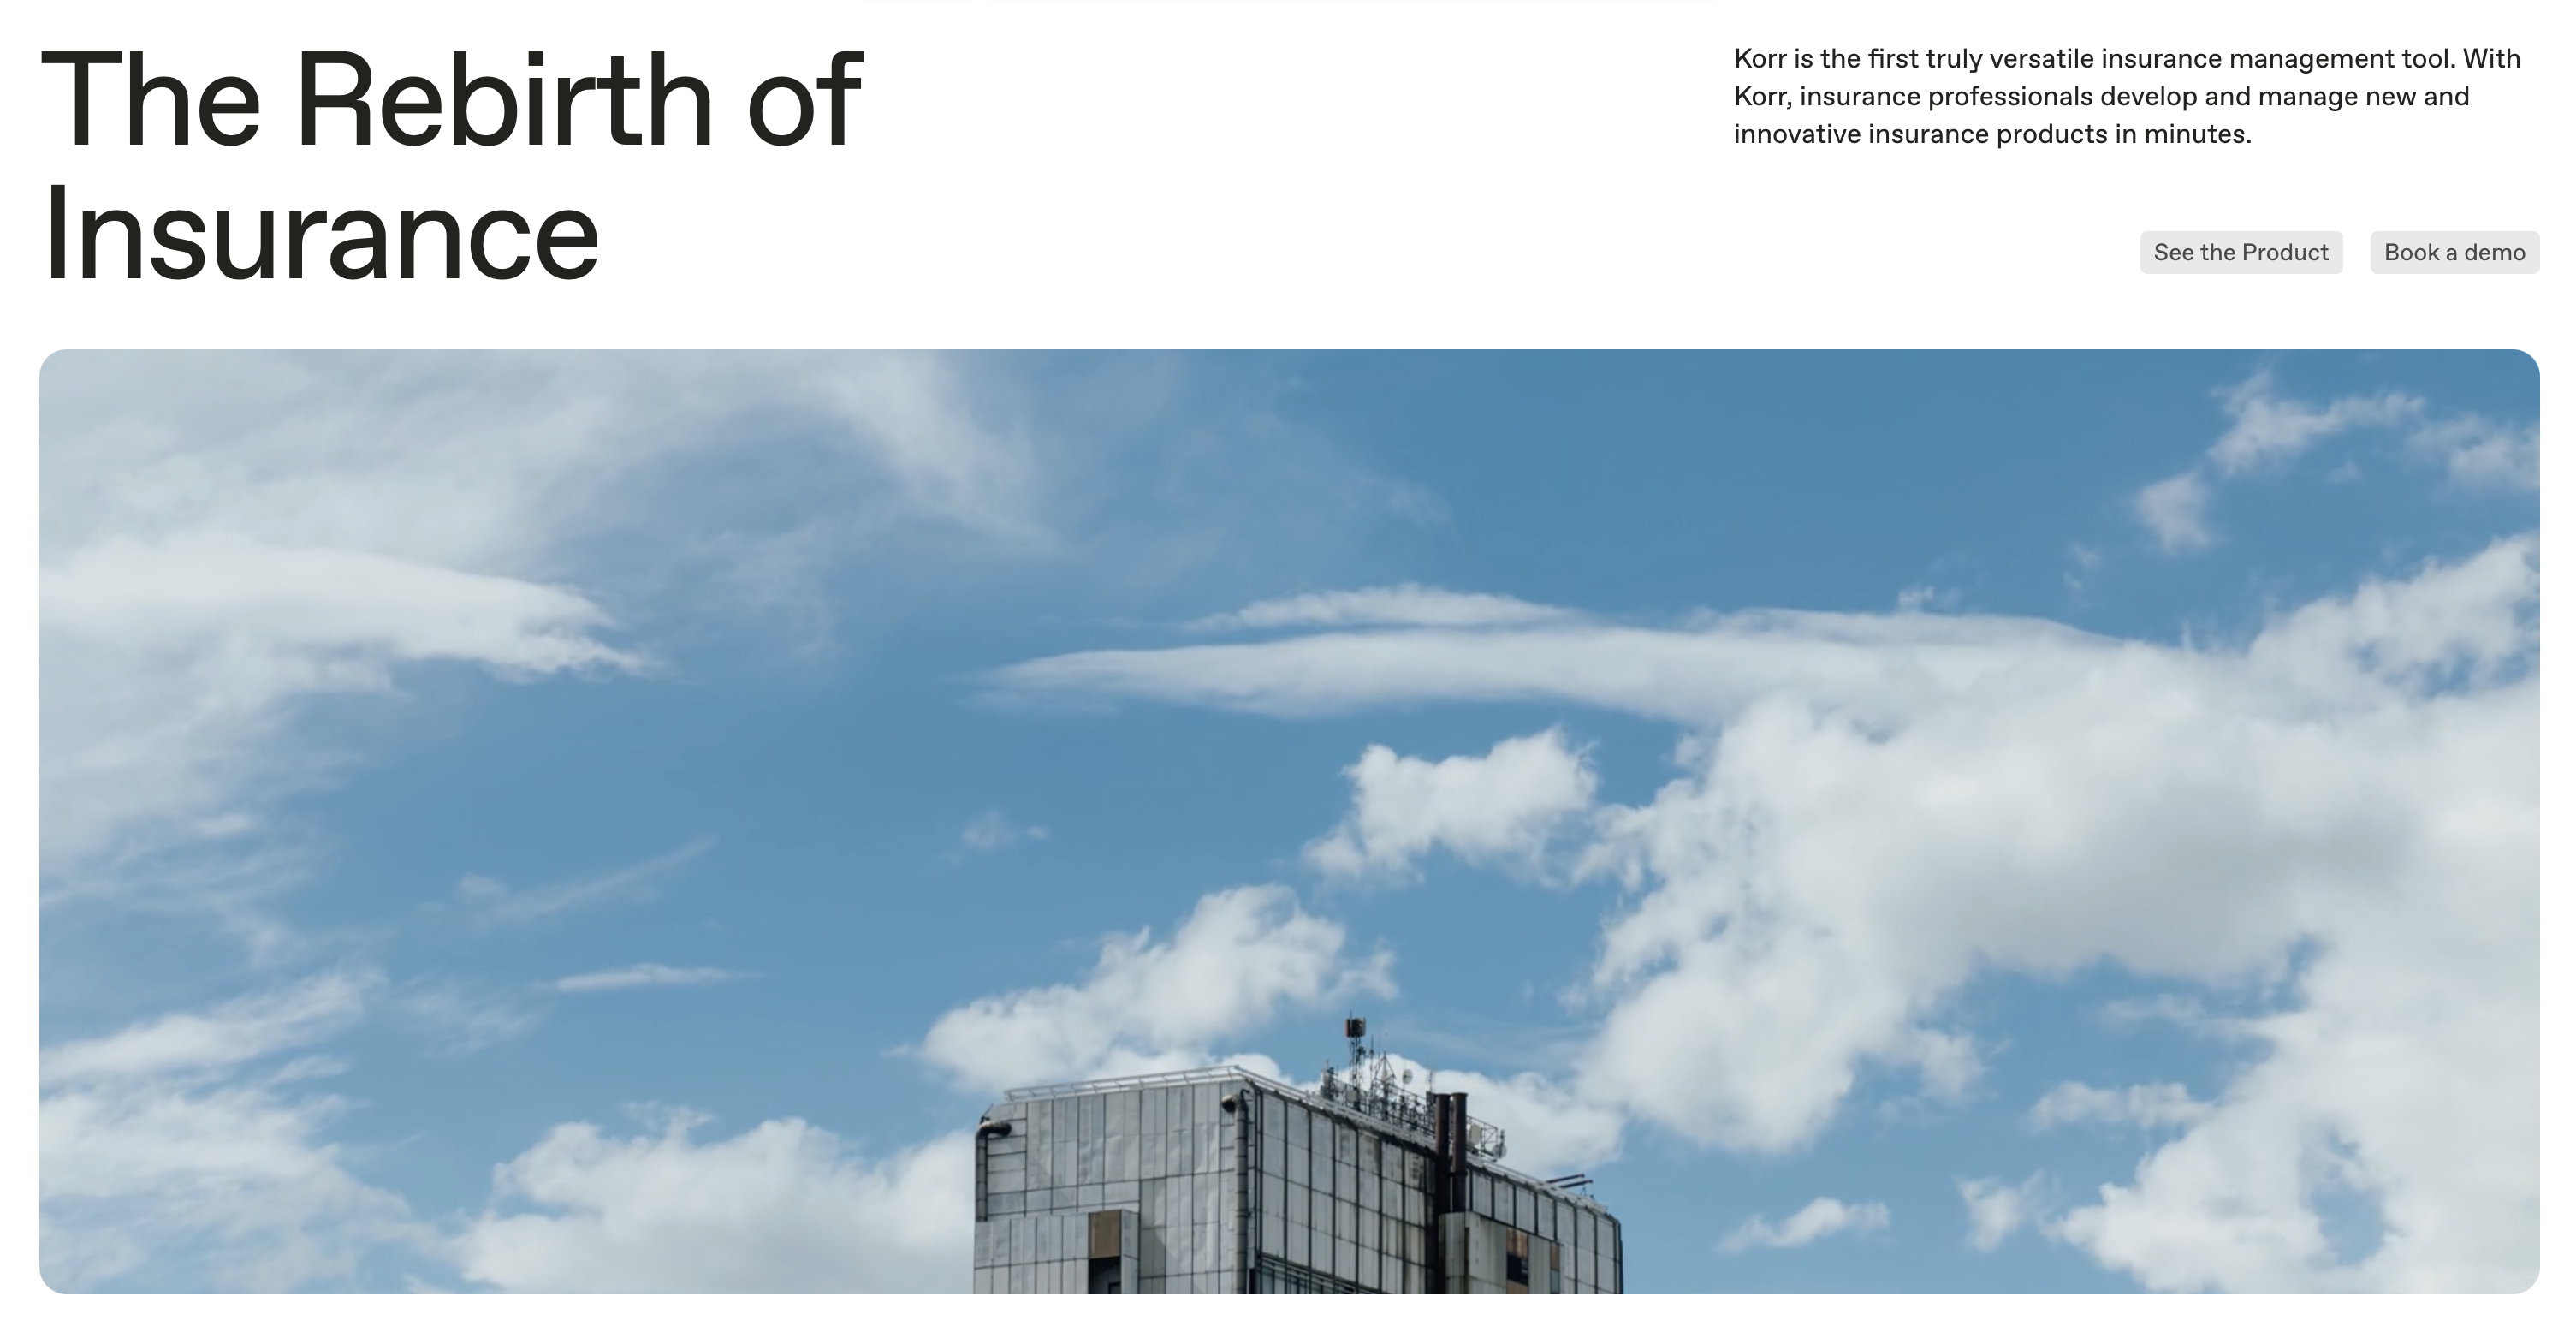 The Rebirth of
Insurance
Korr is the first truly versatile insurance management tool. With
Korr, insurance professionals develop and manage new and
innovative insurance products in minutes.
See the Product
Book a demo